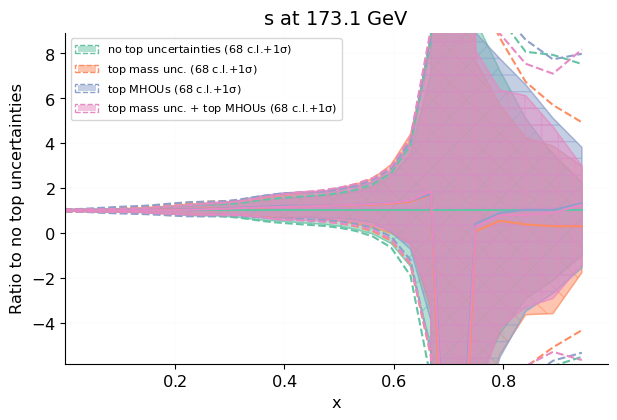 s at 173.1 GeV
Ratio to no top uncertainties
8
6
4
2
0
−2
−4
no top uncertainties (68 c.l.+1σ)
top mass unc. (68 c.l.+1σ)
top MHOUs (68 c.l.+1σ)
top mass unc. + top MHOUs (68 c.l.+1σ)
0.2 0.4 0.6 0.8
x